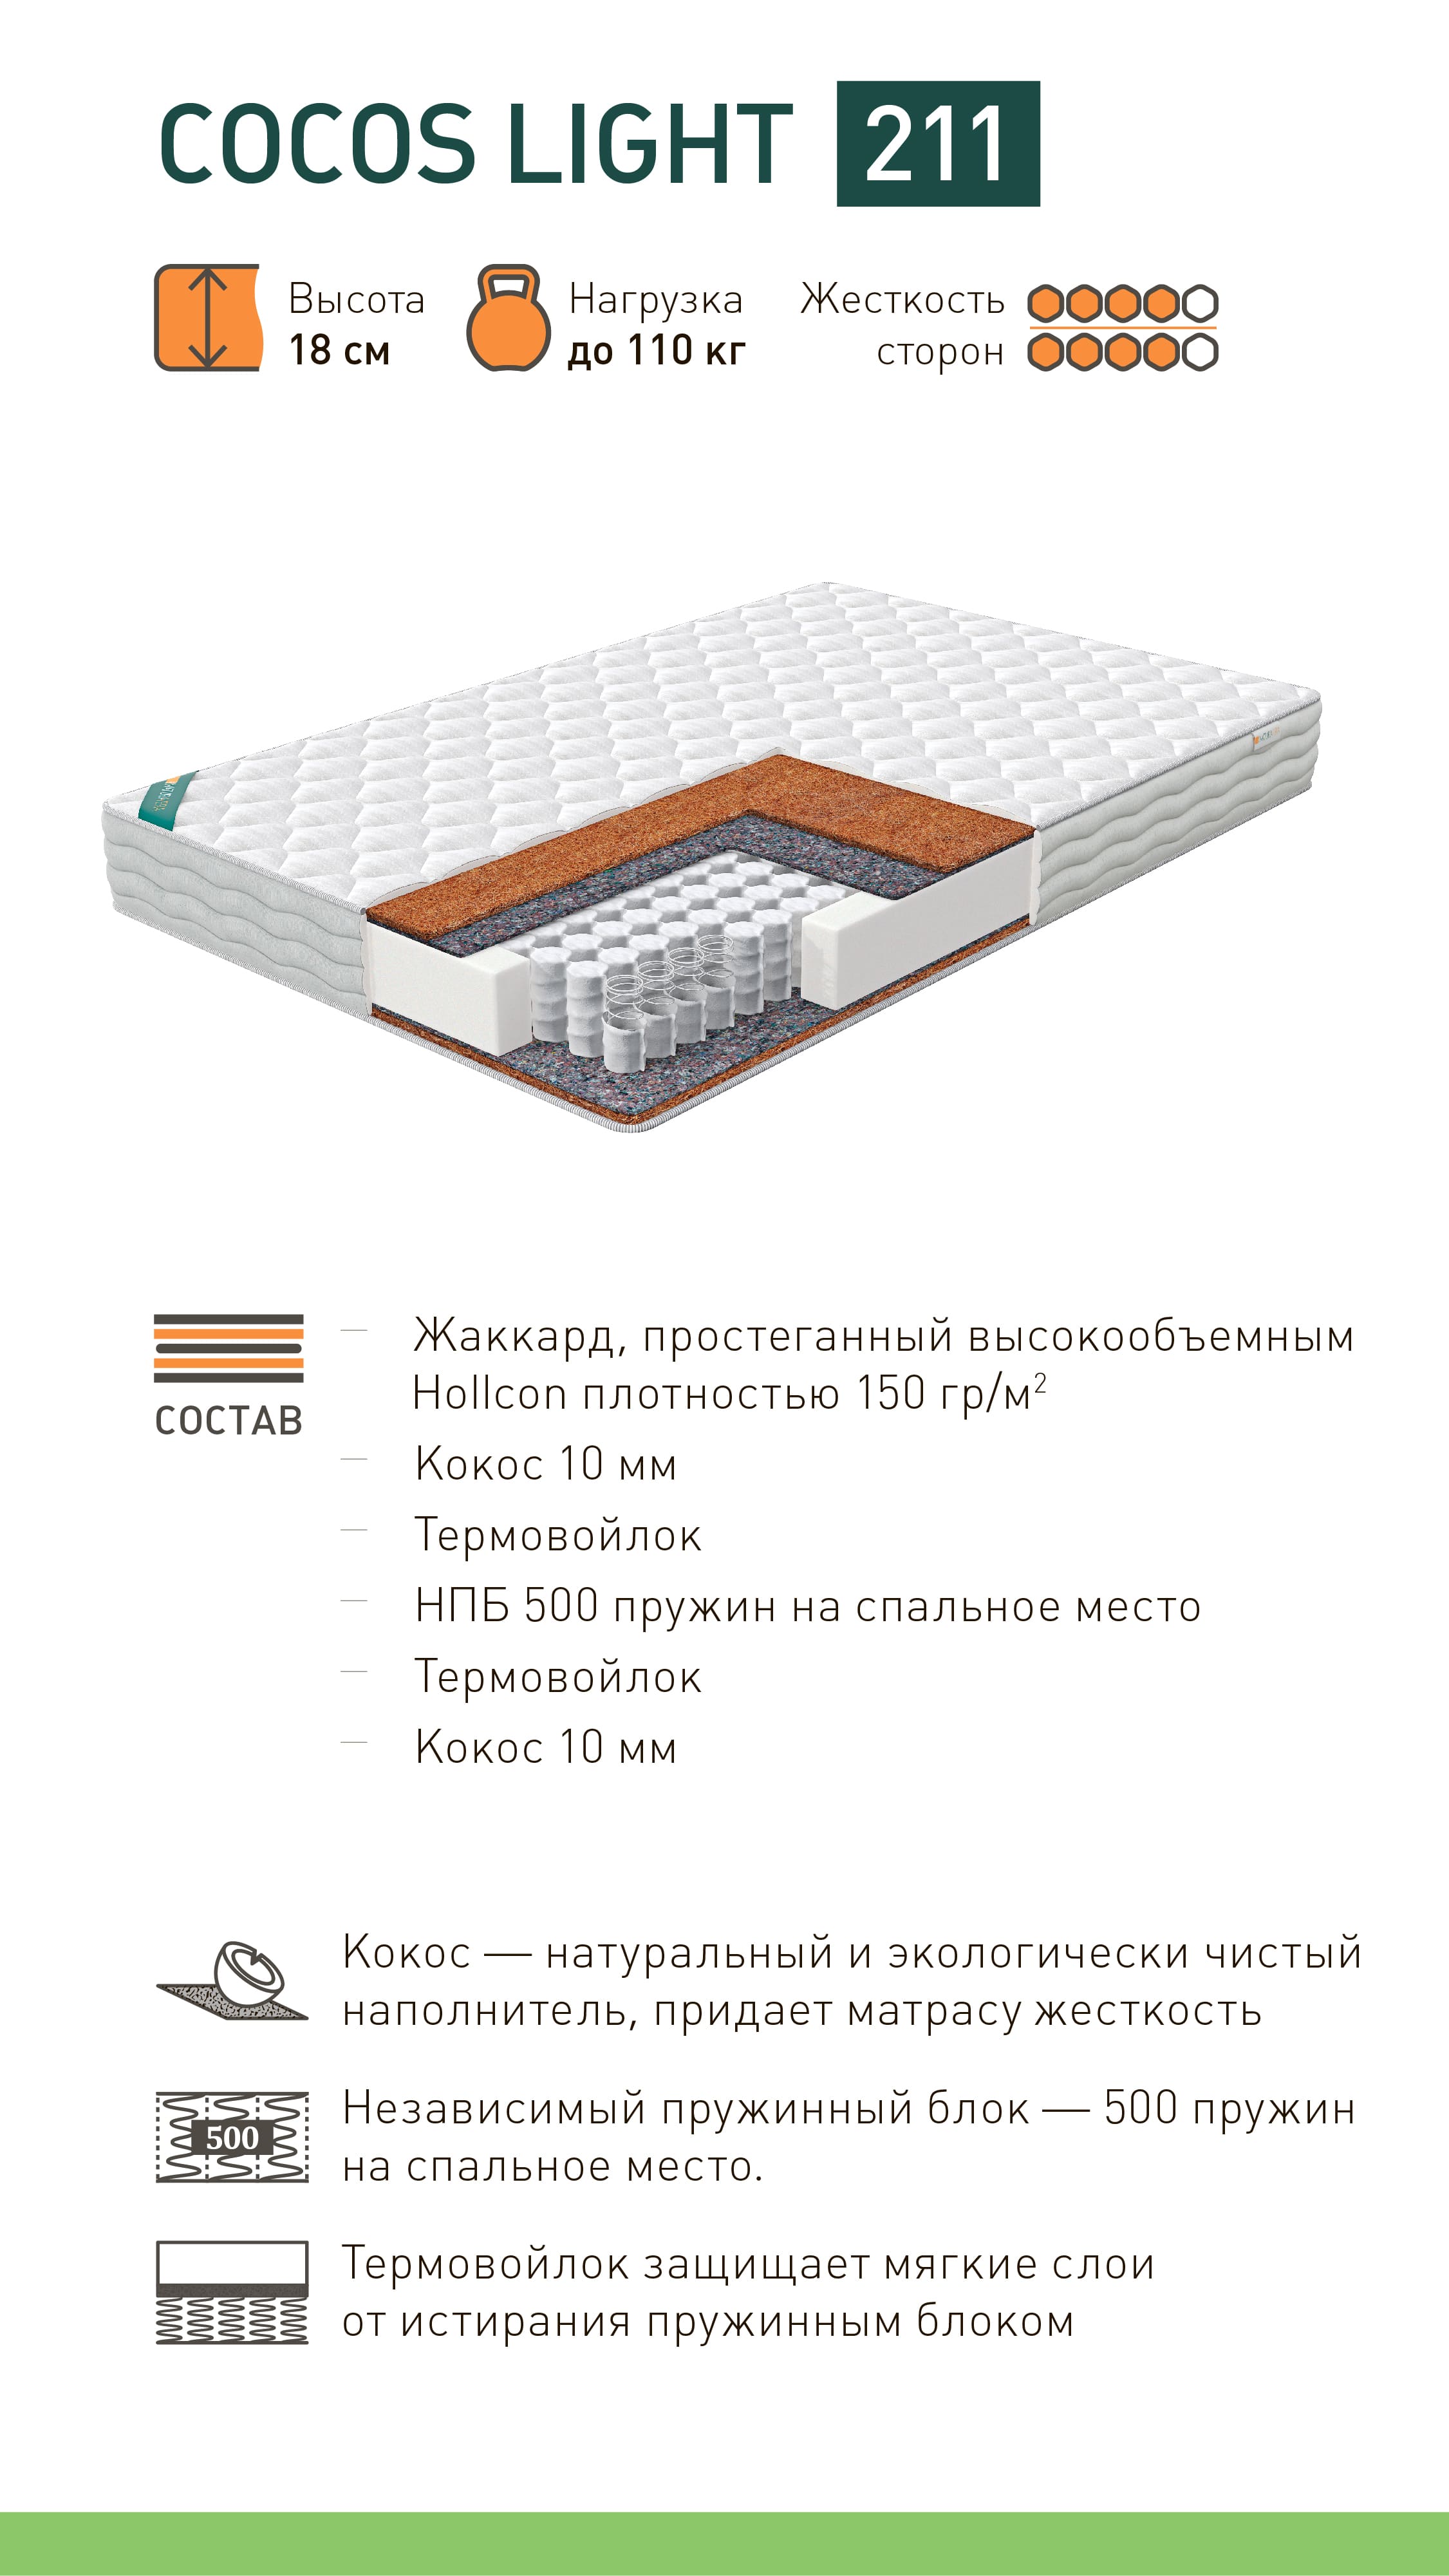 COCOS LIGHT 211
Высота
18 см
Нагрузка
до 110 кг
Жесткость
сторон
СОСТАВ
— Жаккард, простеганный высокообъемным
Hollcon плотностью 150 гр/м²
— Кокос 10 мм
— Термовойлок
— НПБ 500 пружин на спальное место
— Термовойлок
— Кокос 10 мм
Кокос — натуральный и экологически чистый
наполнитель, придает матрасу жесткость
500
Независимый пружинный блок — 500 пружин
на спальное место.
Термовойлок защищает мягкие слои
от истирания пружинным блоком